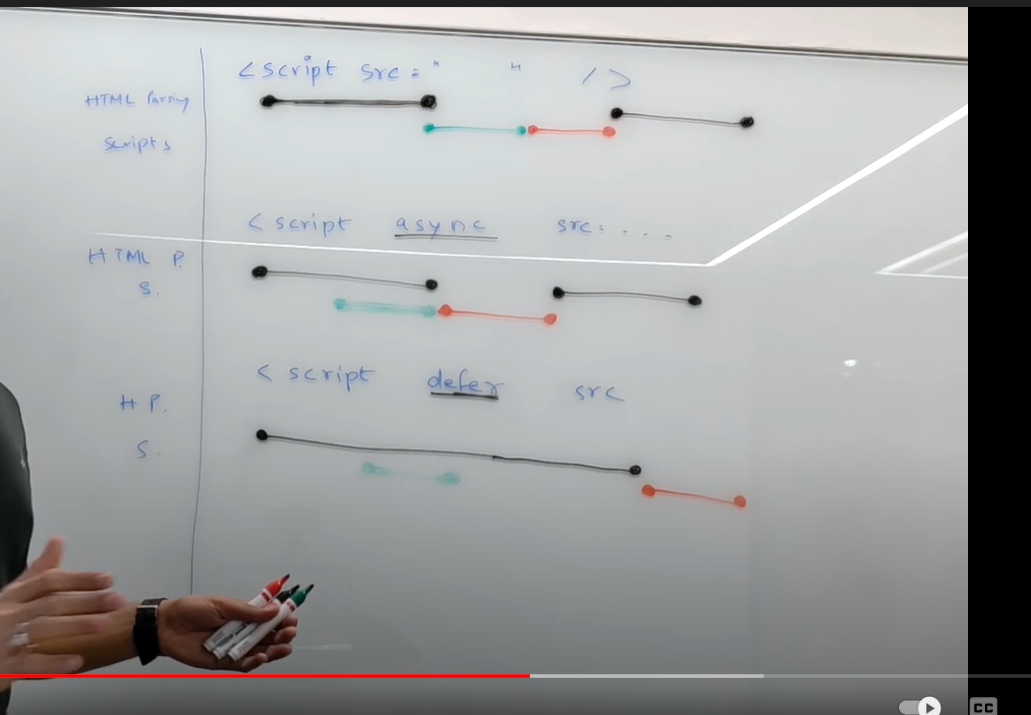 <script src=" " />
HTML Parsing
Scripts
<script async src= ....
HTML P.
S.
<script defer src
H P.
S.
CC